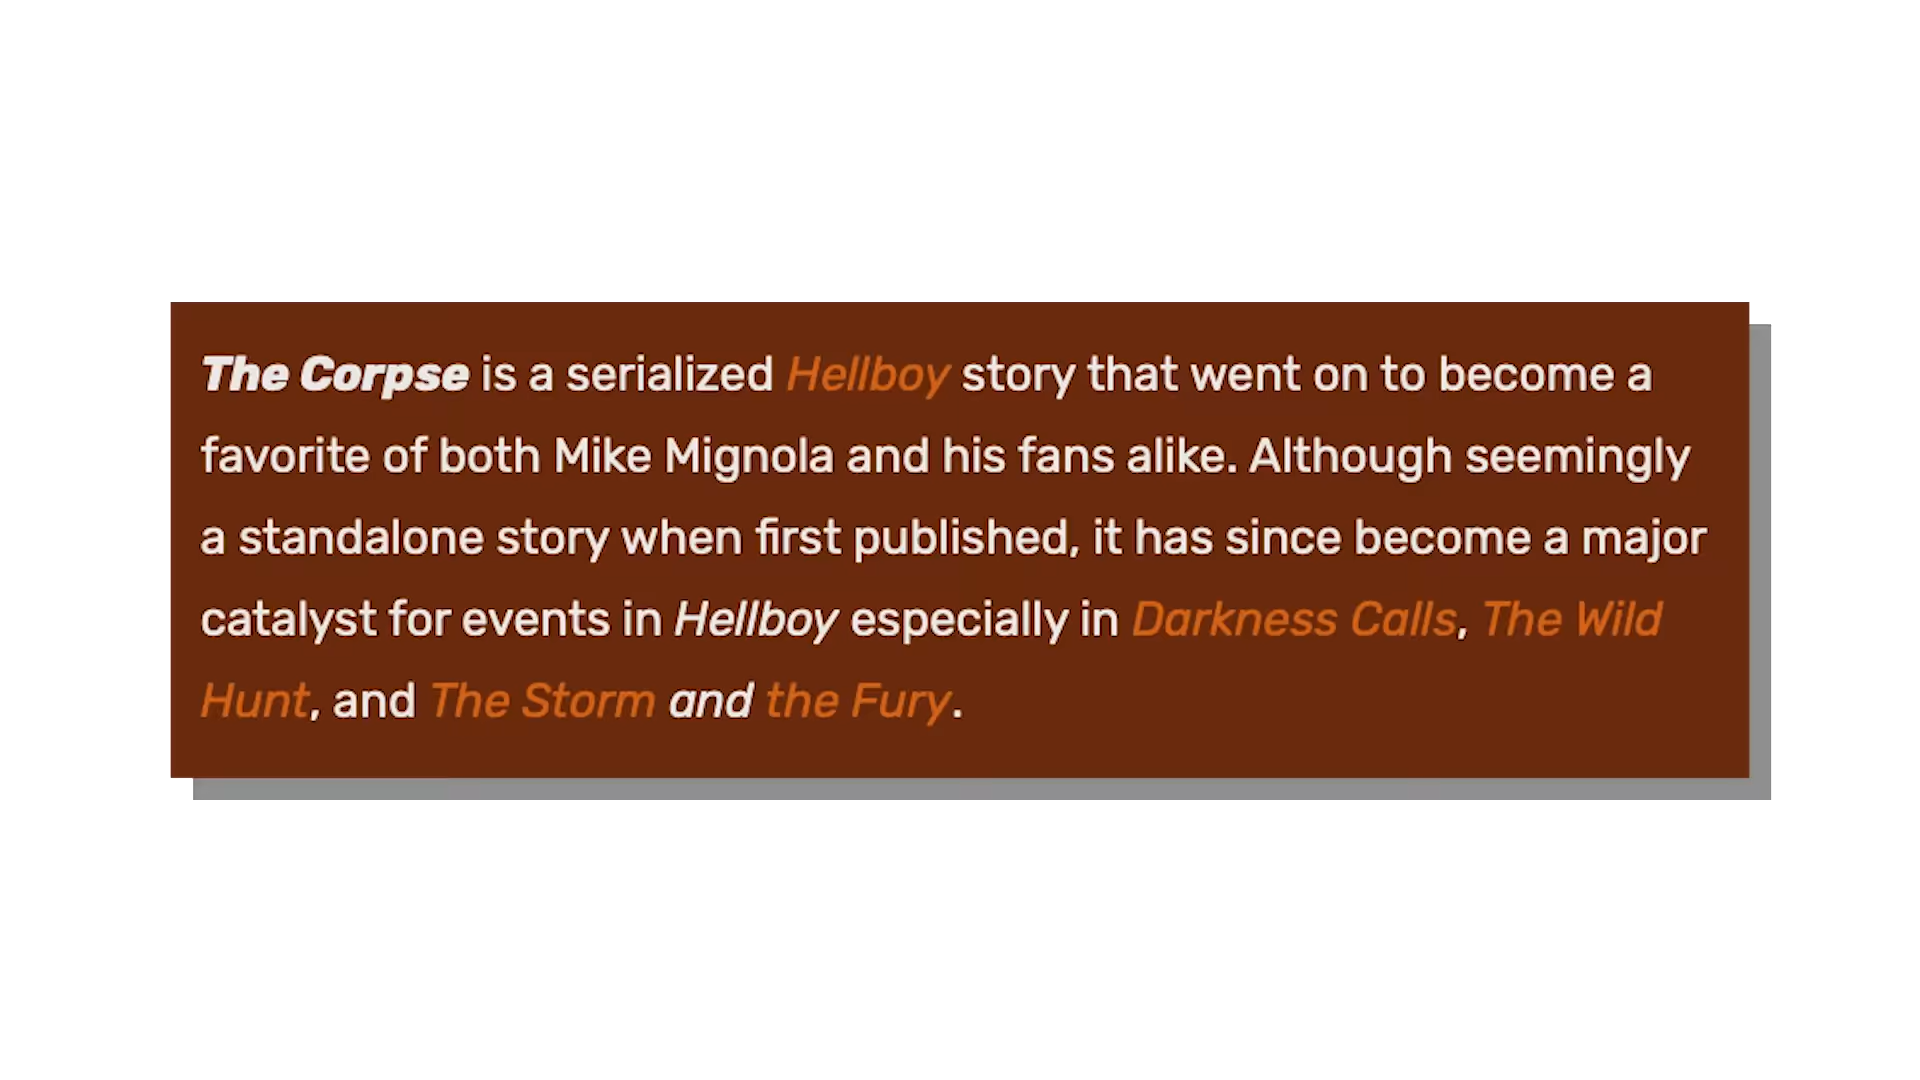 The Corpse is a serialized Hellboy story that went on to become a
favorite of both Mike Mignola and his fans alike. Although seemingly
a standalone story when first published, it has since become a major
catalyst for events in Hellboy especially in Darkness Calls, The Wild
Hunt, and The Storm and the Fury.